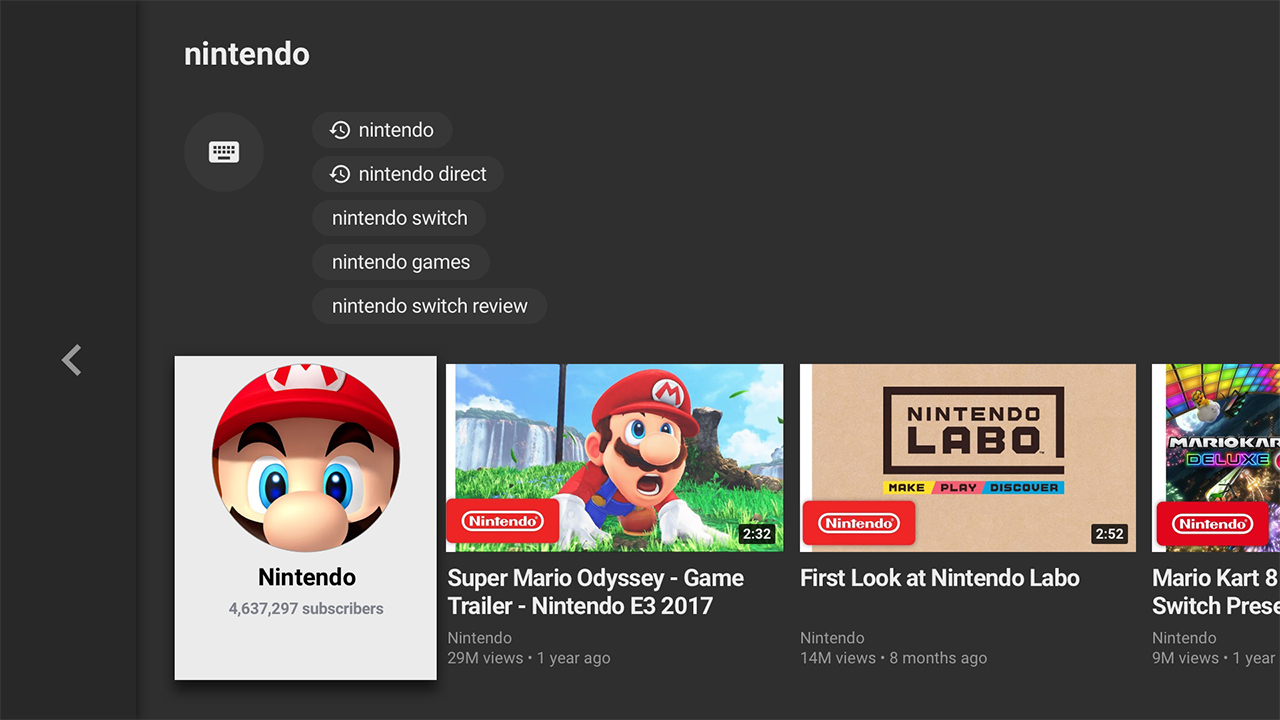 nintendo
nintendo
nintendo direct
nintendo switch
nintendo games
nintendo switch review
Nintendo
4,637,297 subscribers
M
Nintendo
2:32
Super Mario Odyssey - Game
Trailer - Nintendo E3 2017
Nintendo
29M views • 1 year ago
NINTENDO
LABO™
MAKE PLAY DISCOVER
Nintendo
2:52
First Look at Nintendo Labo
Nintendo
14M views • 8 months ago
MARIOKAR
DELUXE
Nintendo
Mario Kart 8
Switch Prese
Nintendo
9M views • 1 year